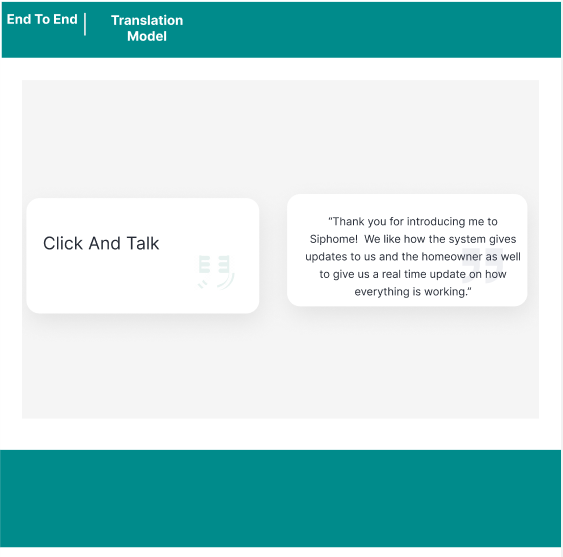 End To End
Translation
Model
Click And Talk
“Thank you for introducing me to
Siphome!  We like how the system gives
updates to us and the homeowner as well
to give us a real time update on how
everything is working.”